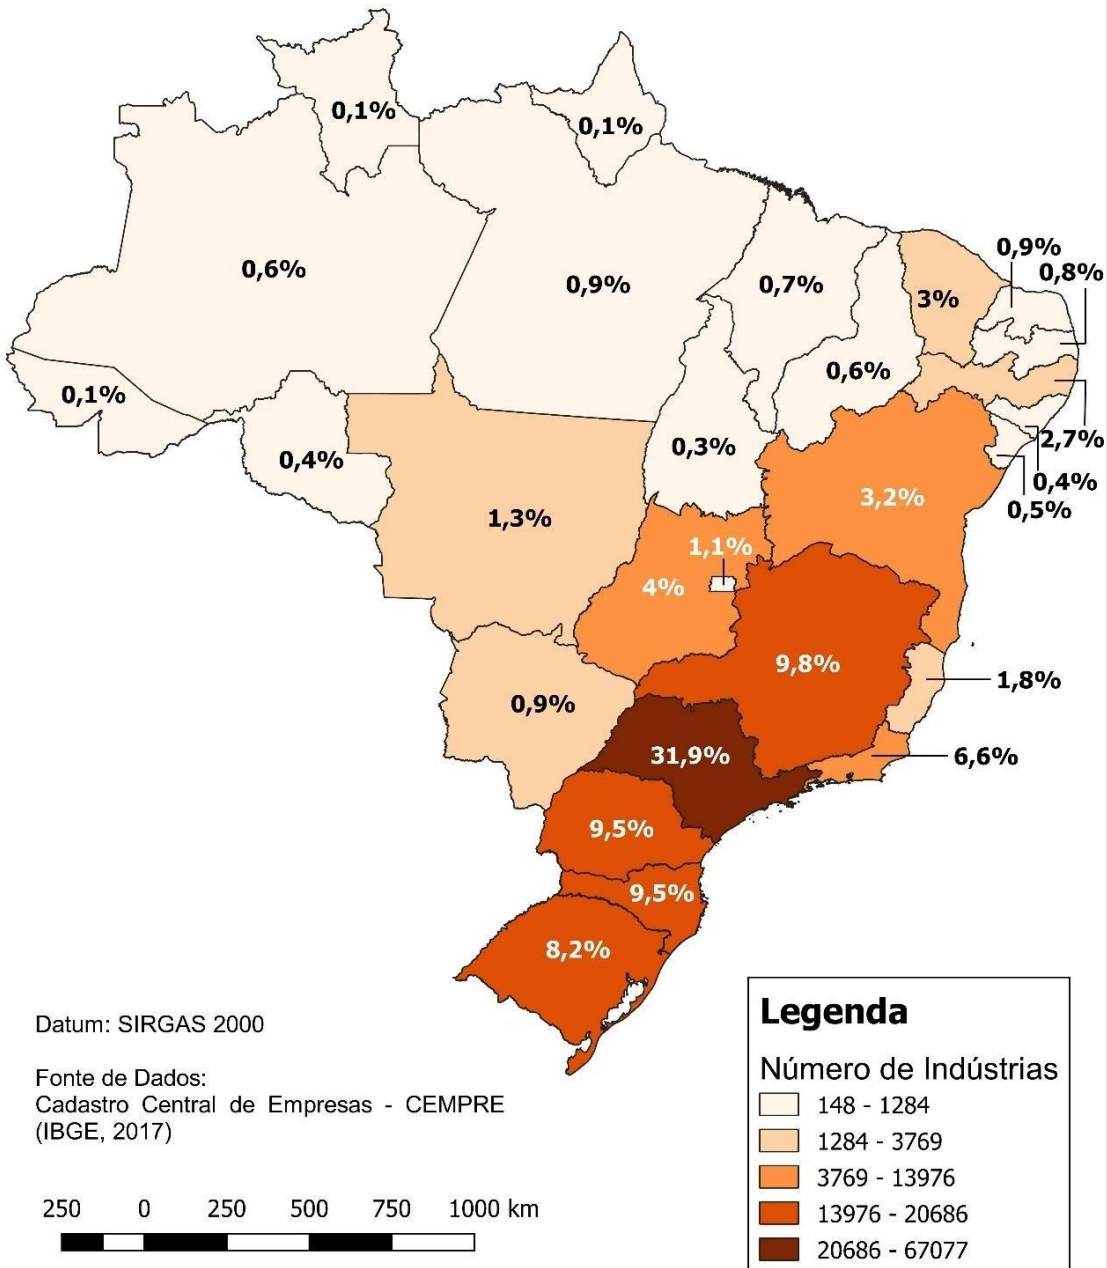 0,1%
0,1%
0,9%
0,8%
0,6%
0,9%
0,7%
3%
0,1%
0,6%
0,4%
0,3%
2,7%
0,4%
0,5%
1,3%
3,2%
1,1%
4%
9,8%
1,8%
0,9%
31,9%
6,6%
9,5%
9,5%
8,2%
Datum: SIRGAS 2000
Fonte de Dados:
Cadastro Central de Empresas - CEMPRE
(IBGE, 2017)
250 0 250 500 750 1000 km
Legenda
Número de Indústrias
148 - 1284
1284 - 3769
3769 - 13976
13976 - 20686
20686 - 67077